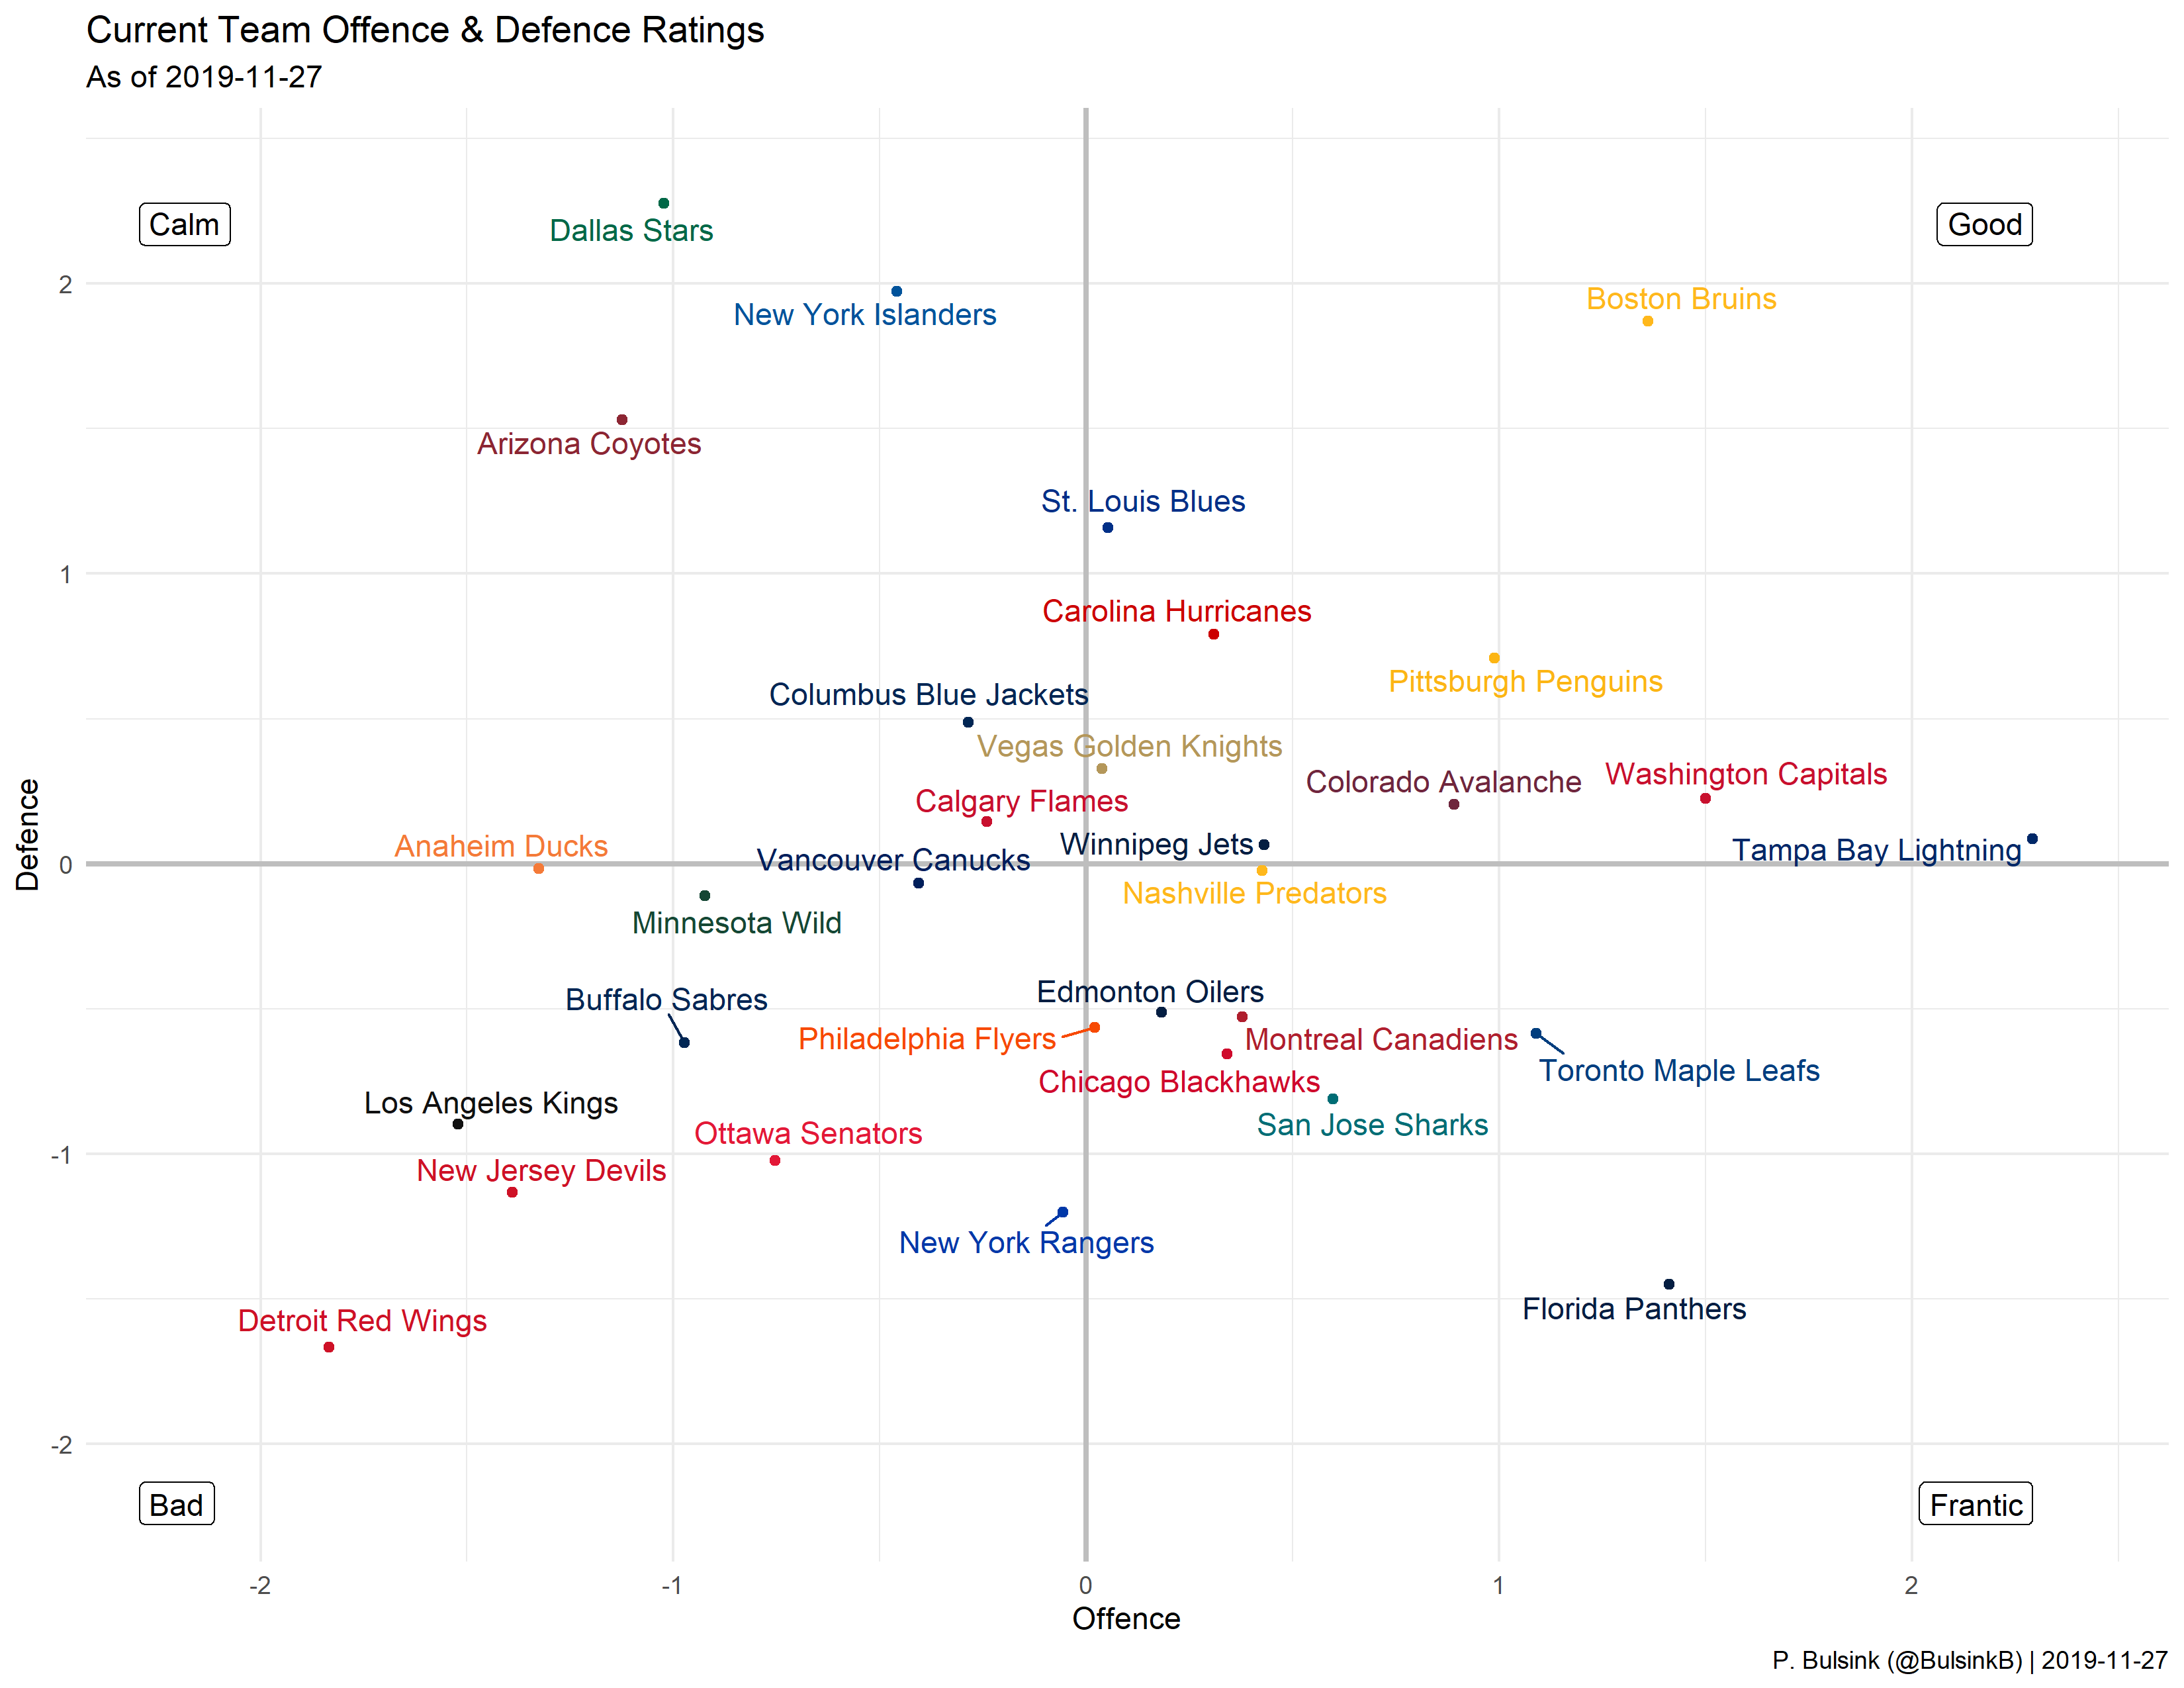 Current Team Offence & Defence Ratings
As of 2019-11-27
Calm
Good
Dallas Stars
2
Boston Bruins
New York Islanders
Arizona Coyotes
St. Louis Blues
1
Carolina Hurricanes
Pittsburgh Penguins
Columbus Blue Jackets
Vegas Golden Knights
Washington Capitals
Colorado Avalanche
Calgary Flames
Defence
Anaheim Ducks
Winnipeg Jets
Tampa Bay Lightning
Vancouver Canucks
0
Nashville Predators
Minnesota Wild
Edmonton Oilers
Buffalo Sabres
Philadelphia Flyers
Montreal Canadiens
Toronto Maple Leafs
Chicago Blackhawks
Los Angeles Kings
San Jose Sharks
Ottawa Senators
-1
New Jersey Devils
New York Rangers
Florida Panthers
Detroit Red Wings
-2
Bad
Frantic
-2
-1
0
1
2
Offence
P. Bulsink (@BulsinkB) | 2019-11-27